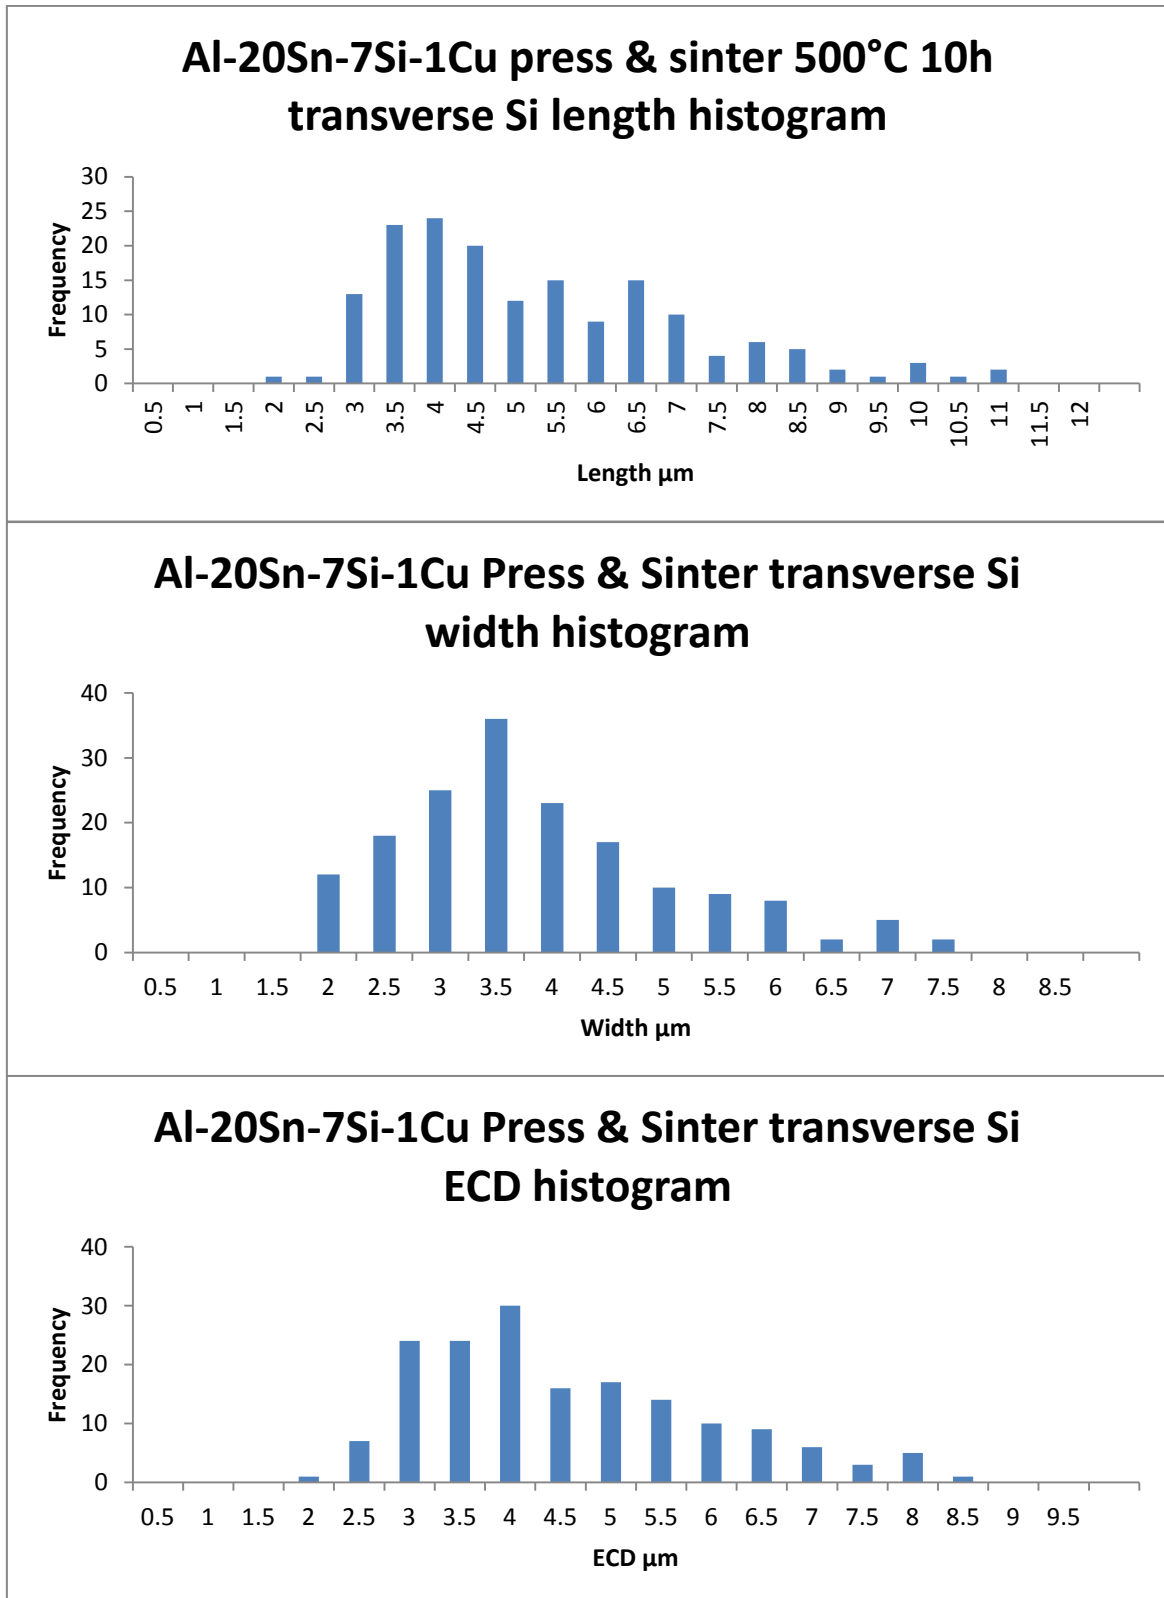 Al-20Sn-7Si-1Cu press & sinter 500°C 10h
transverse Si length histogram
30
25
20
15
10
5
0
Frequency
0.5 1 1.5 2 2.5 3 3.5 4 4.5 5 5.5 6 6.5 7 7.5 8 8.5 9 9.5 10 10.5 11 11.5 12
Length µm
Al-20Sn-7Si-1Cu Press & Sinter transverse Si
width histogram
40
30
20
10
0
Frequency
0.5 1 1.5 2 2.5 3 3.5 4 4.5 5 5.5 6 6.5 7 7.5 8 8.5
Width µm
Al-20Sn-7Si-1Cu Press & Sinter transverse Si
ECD histogram
40
30
20
10
0
Frequency
0.5 1 1.5 2 2.5 3 3.5 4 4.5 5 5.5 6 6.5 7 7.5 8 8.5 9 9.5
ECD µm